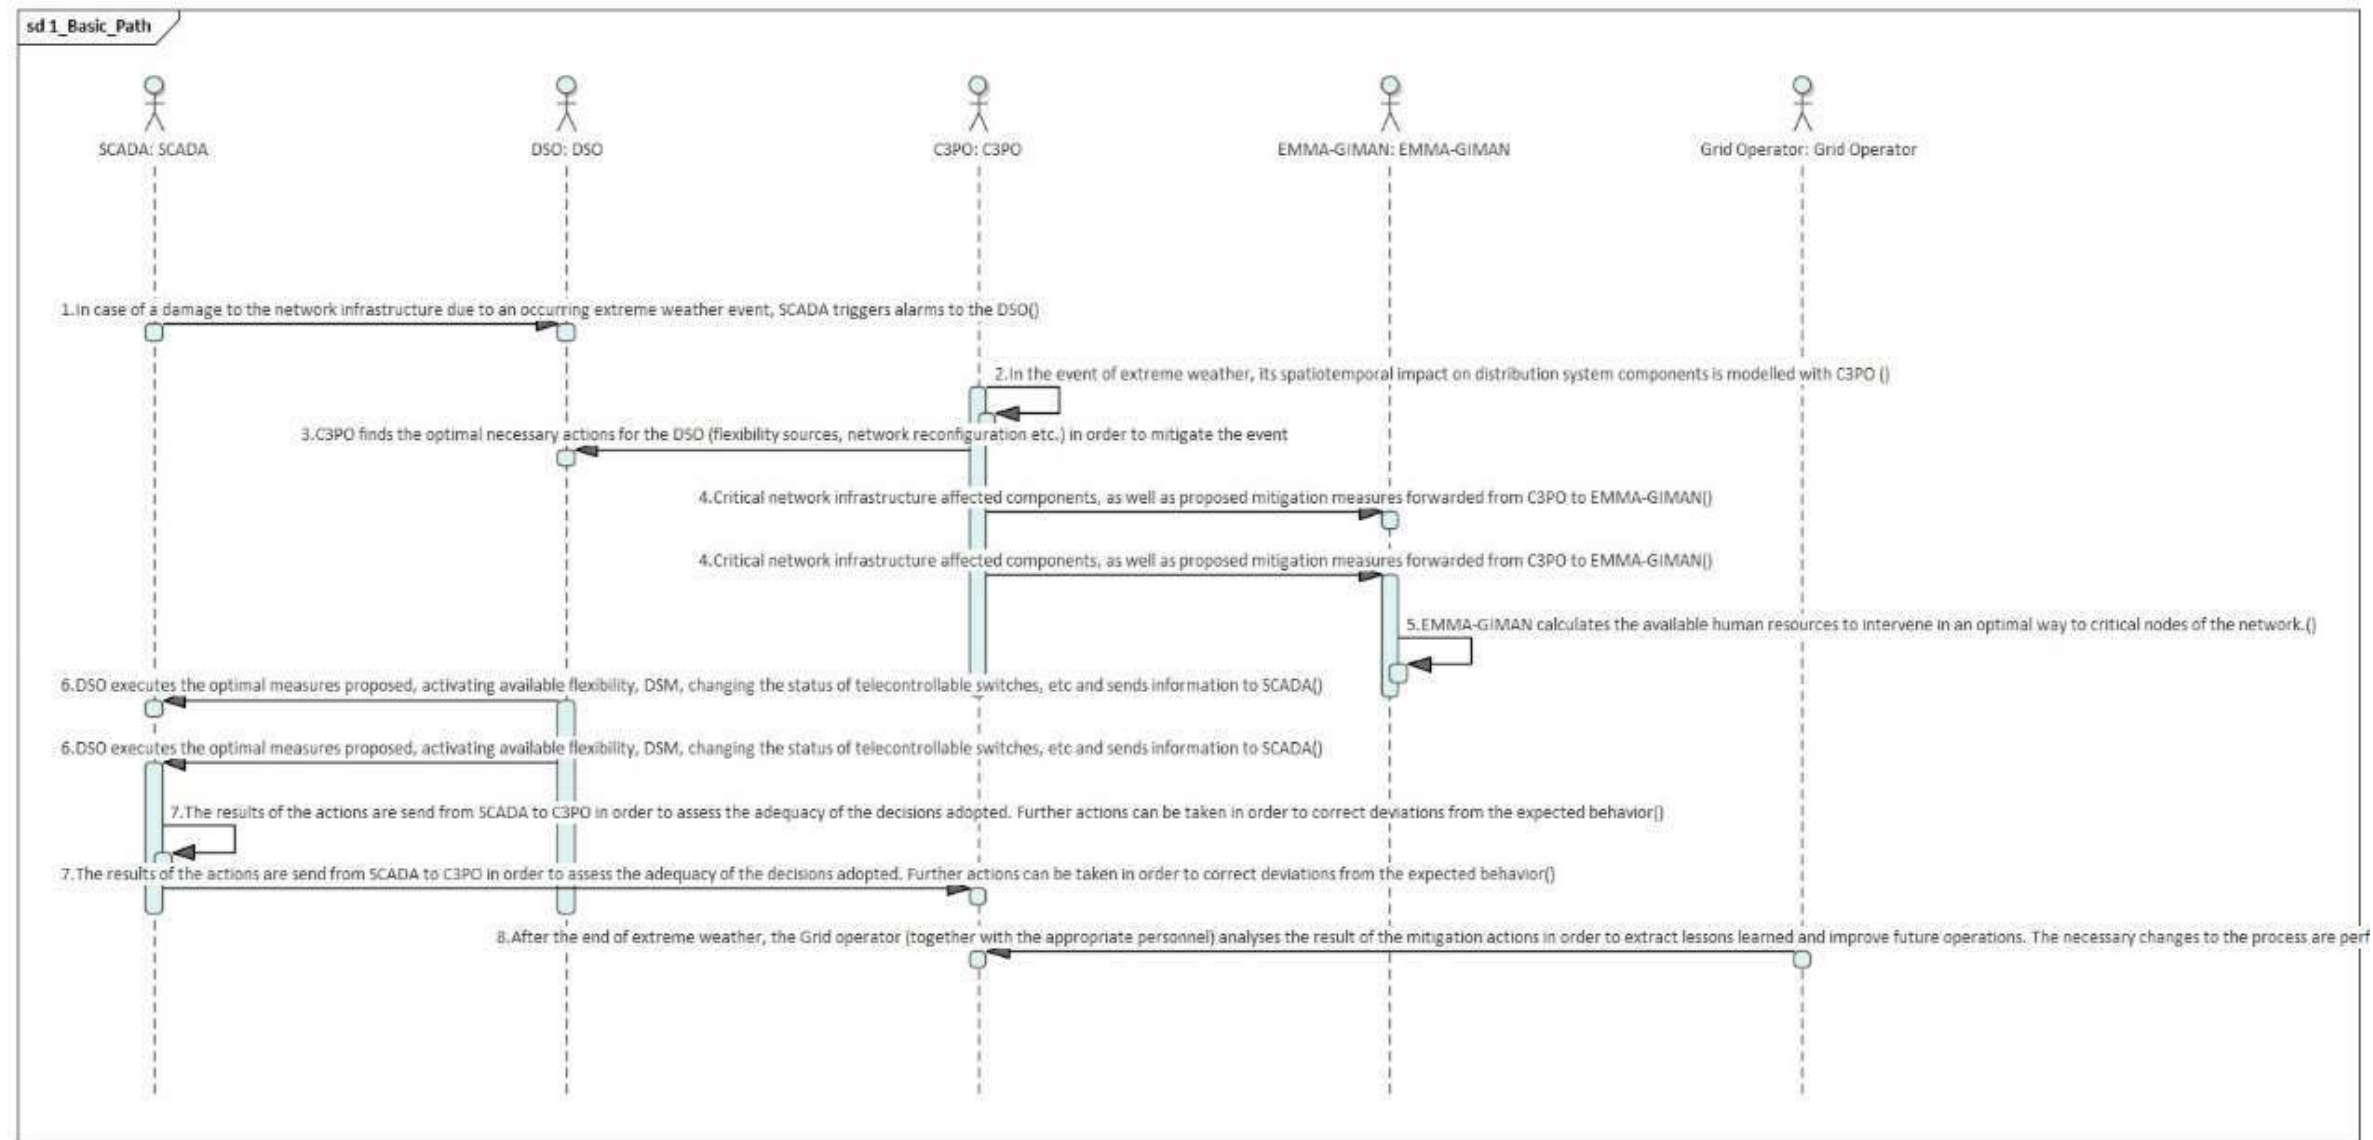 sd 1_Basic_Path
SCADA: SCADA
DSO: DSO
C3PO: C3PO
EMMA-GIMAN: EMMA-GIMAN
Grid Operator: Grid Operator
1.In case of a damage to the network infrastructure due to an occurring extreme weather event, SCADA triggers alarms to the DSO()
2.In the event of extreme weather, its spatiotemporal impact on distribution system components is modelled with C3PO ()
3.C3PO finds the optimal necessary actions for the DSO (flexibility sources, network reconfiguration etc.) in order to mitigate the event
4.Critical network infrastructure affected components, as well as proposed mitigation measures forwarded from C3PO to EMMA-GIMAN()
4.Critical network infrastructure affected components, as well as proposed mitigation measures forwarded from C3PO to EMMA-GIMAN()
5.EMMA-GIMAN calculates the available human resources to intervene in an optimal way to critical nodes of the network.()
6.DSO executes the optimal measures proposed, activating available flexibility, DSM, changing the status of telecontrollable switches, etc and sends information to SCADA()
6.DSO executes the optimal measures proposed, activating available flexibility, DSM, changing the status of telecontrollable switches, etc and sends information to SCADA()
7.The results of the actions are send from SCADA to C3PO in order to assess the adequacy of the decisions adopted. Further actions can be taken in order to correct deviations from the expected behavior()
7.The results of the actions are send from SCADA to C3PO in order to assess the adequacy of the decisions adopted. Further actions can be taken in order to correct deviations from the expected behavior()
8.After the end of extreme weather, the Grid operator (together with the appropriate personnel) analyses the result of the mitigation actions in order to extract lessons learned and improve future operations. The necessary changes to the process are perf